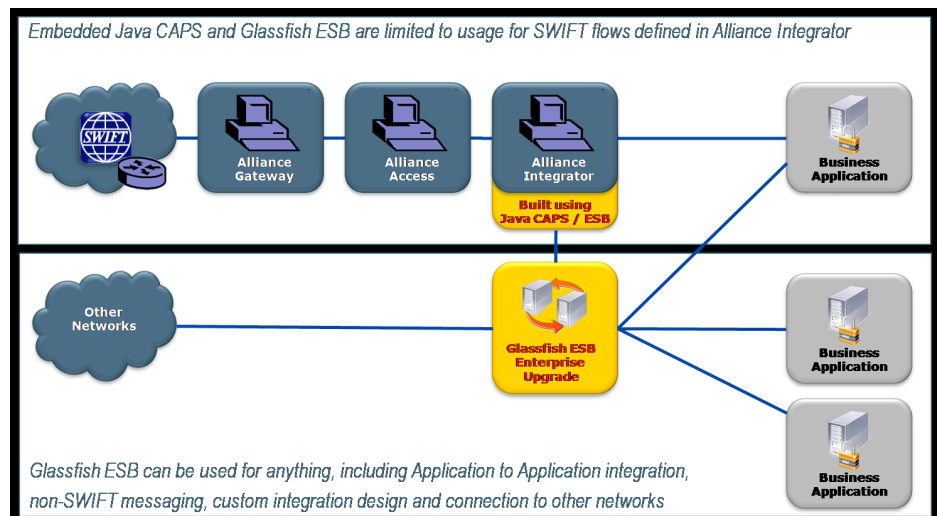 Embedded Java CAPS and Glassfish ESB are limited to usage for SWIFT flows defined in Alliance Integrator
SWIFT
Alliance
Gateway
Alliance
Access
Alliance
Integrator
Built using
Java CAPS / ESB
Business
Application
Other
Networks
Glassfish ESB
Enterprise
Upgrade
Business
Application
Business
Application
Glassfish ESB can be used for anything, including Application to Application integration,
non-SWIFT messaging, custom integration design and connection to other networks